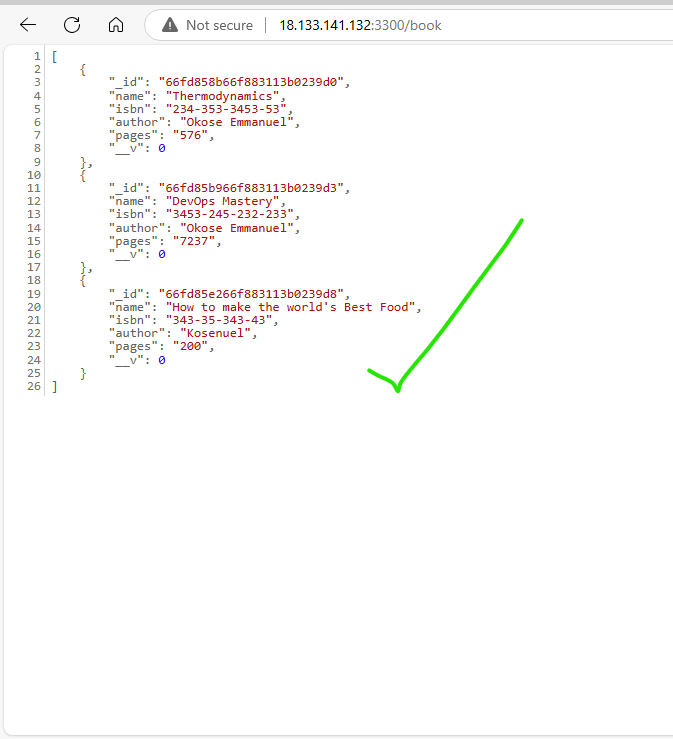 Not secure | 18.133.141.132:3300/book
1 [
2     {
3         "_id": "66fd858b66f883113b0239d0",
4         "name": "Thermodynamics",
5         "isbn": "234-353-3453-53",
6         "author": "Okose Emmanuel",
7         "pages": "576",
8         "__v": 0
9     },
10     {
11         "_id": "66fd85b966f883113b0239d3",
12         "name": "DevOps Mastery",
13         "isbn": "3453-245-232-233",
14         "author": "Okose Emmanuel",
15         "pages": "7237",
16         "__v": 0
17     },
18     {
19         "_id": "66fd85e266f883113b0239d8",
20         "name": "How to make the world's Best Food",
21         "isbn": "343-35-343-43",
22         "author": "Kosenuel",
23         "pages": "200",
24         "__v": 0
25     }
26 ]